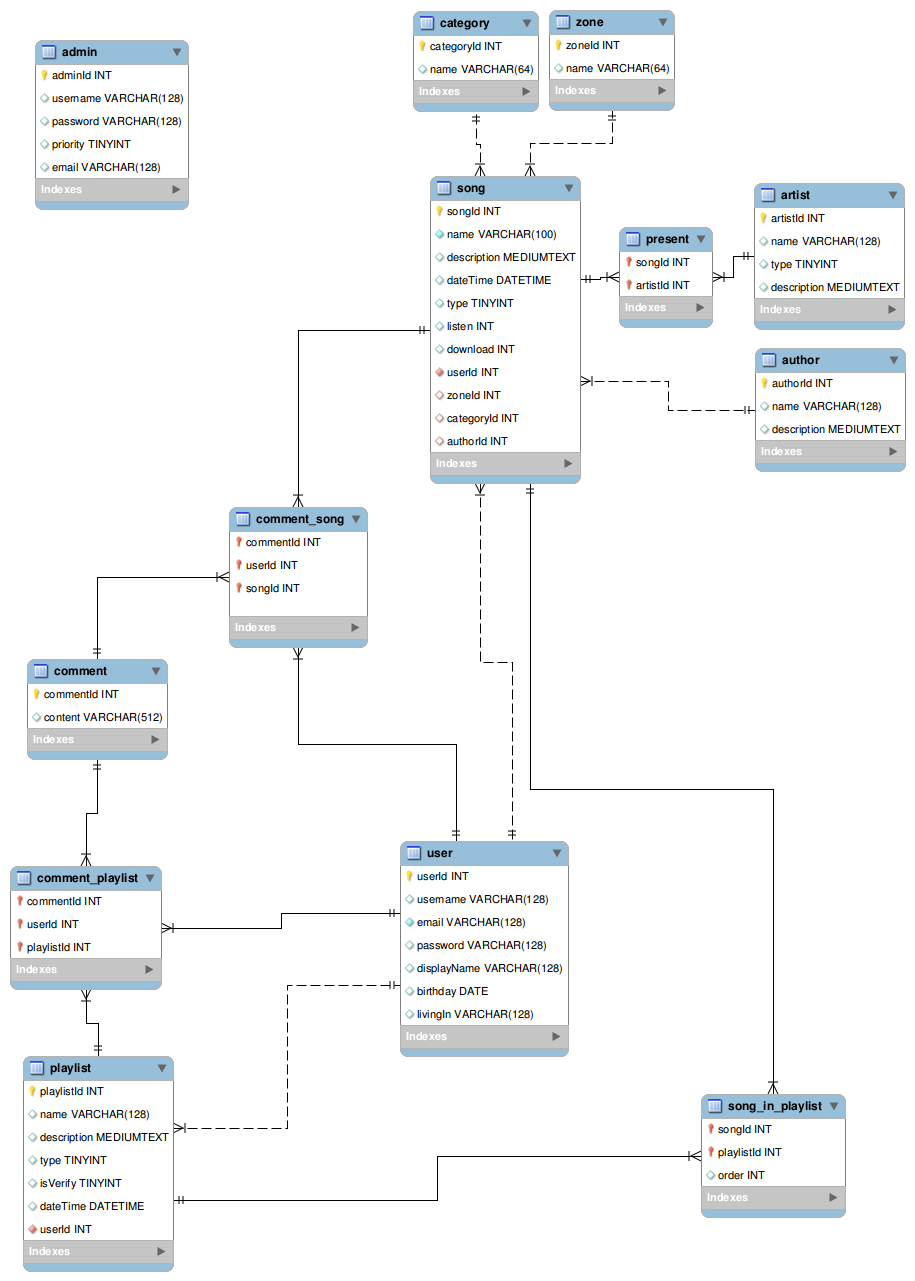 category
categoryId INT
name VARCHAR(64)
Indexes
zone
zoneId INT
name VARCHAR(64)
Indexes
admin
adminId INT
username VARCHAR(128)
password VARCHAR(128)
priority TINYINT
email VARCHAR(128)
Indexes
song
songId INT
name VARCHAR(100)
description MEDIUMTEXT
dateTime DATETIME
type TINYINT
listen INT
download INT
userId INT
zoneId INT
categoryId INT
authorId INT
Indexes
present
songId INT
artistId INT
Indexes
artist
artistId INT
name VARCHAR(128)
type TINYINT
description MEDIUMTEXT
Indexes
author
authorId INT
name VARCHAR(128)
description MEDIUMTEXT
Indexes
comment_song
commentId INT
userId INT
songId INT
Indexes
comment
commentId INT
content VARCHAR(512)
Indexes
comment_playlist
commentId INT
userId INT
playlistId INT
Indexes
user
userId INT
username VARCHAR(128)
email VARCHAR(128)
password VARCHAR(128)
displayName VARCHAR(128)
birthday DATE
livingIn VARCHAR(128)
Indexes
playlist
playlistId INT
name VARCHAR(128)
description MEDIUMTEXT
type TINYINT
isVerify TINYINT
dateTime DATETIME
userId INT
Indexes
song_in_playlist
songId INT
playlistId INT
order INT
Indexes